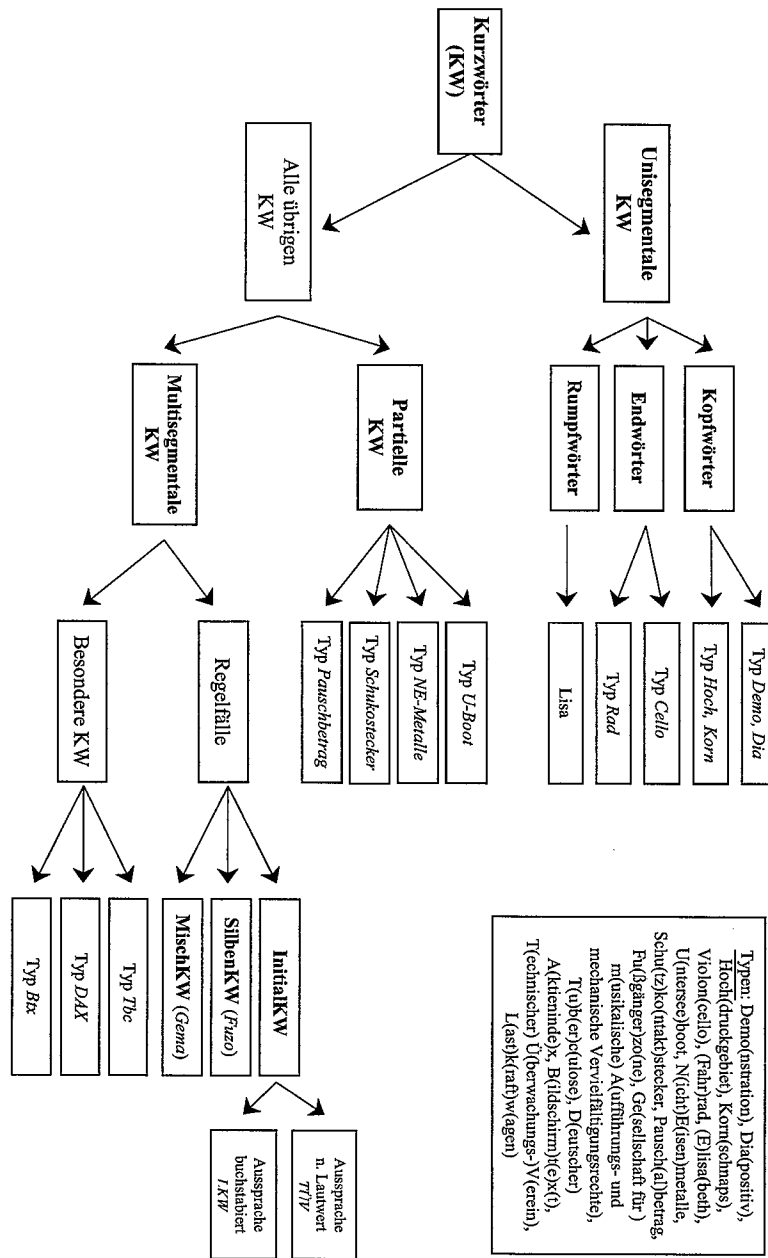 Kurzwörter
(KW)
Unisegmentale
KW
Kopfwörter
Typ Demo, Dia
Typ Hoch, Korn
Endwörter
Typ Cello
Typ Rad
Rumpfwörter
Lisa
Alle übrigen
KW
Partielle
KW
Typ U-Boot
Typ NE-Metalle
Typ Schukostecker
Typ Pauschbetrag
Multisegmentale
KW
Regelfälle
InitialKW
Aussprache
n. Lautwert
TÜV
Aussprache
buchstabiert
LKW
SilbenKW (Fuzo)
MischKW (Gema)
Besondere KW
Typ Tbc
Typ DAX
Typ Btx
Typen: Demo(nstration), Dia(positiv),
Hoch(druckgebiet), Korn(schnaps),
Violon(cello), (Fahr)rad, (E)lisa(beth),
U(ntersee)boot, N(icht)E(isen)metalle,
Schu(tz)ko(ntakt)stecker, Pausch(al)betrag,
Fu(ßgänger)zo(ne), Ge(sellschaft für )
m(usikalische) A(ufführungs- und
mechanische Vervielfältigungsrechte),
T(u)b(er)c(ulose), D(eutscher)
A(ktieninde)x, B(ildschirm)t(e)x(t),
T(echnischer) Ü(berwachungs-)V(erein),
L(ast)k(raft)w(agen)